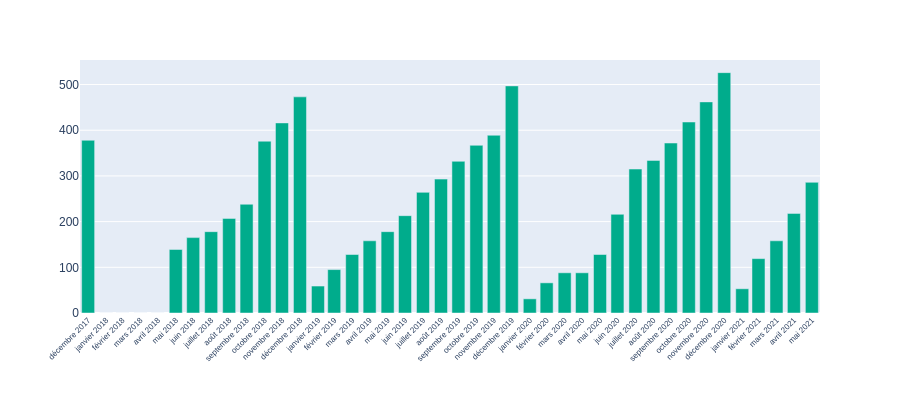 500
400
300
200
100
0
décembre 2017
janvier 2018
février 2018
mars 2018
avril 2018
mai 2018
juin 2018
juillet 2018
août 2018
septembre 2018
octobre 2018
novembre 2018
décembre 2018
janvier 2019
février 2019
mars 2019
avril 2019
mai 2019
juin 2019
juillet 2019
août 2019
septembre 2019
octobre 2019
novembre 2019
décembre 2019
janvier 2020
février 2020
mars 2020
avril 2020
mai 2020
juin 2020
juillet 2020
août 2020
septembre 2020
octobre 2020
novembre 2020
décembre 2020
janvier 2021
février 2021
mars 2021
avril 2021
mai 2021